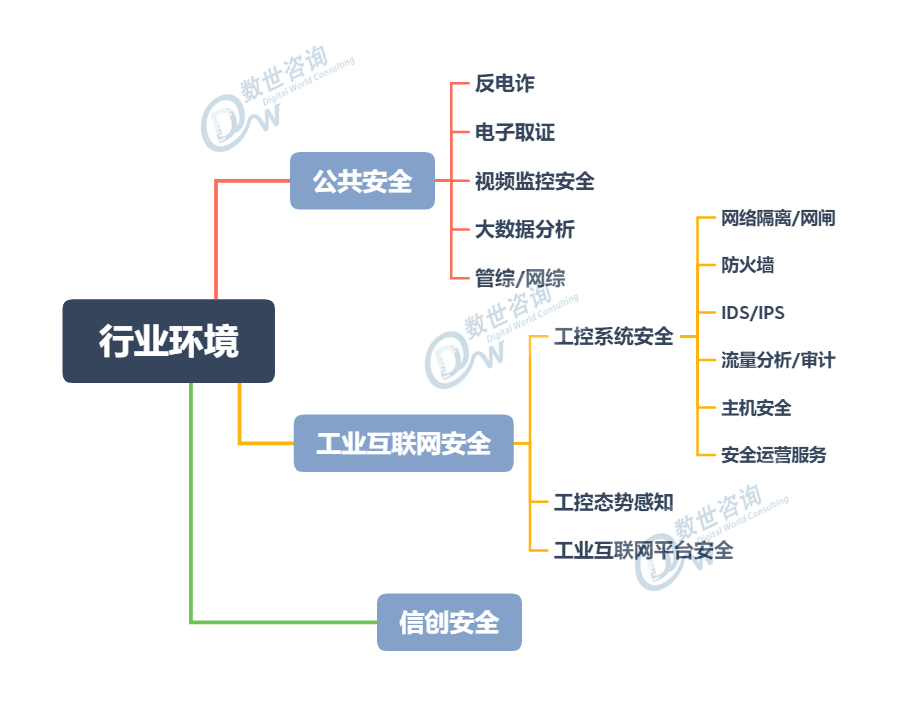 行业环境
公共安全
反电诈
电子取证
视频监控安全
大数据分析
管综/网综
工业互联网安全
工控系统安全
网络隔离/网闸
防火墙
IDS/IPS
流量分析/审计
主机安全
安全运营服务
工控态势感知
工业互联网平台安全
信创安全
数世咨询
Digital World Consulting
DW
数世咨询
Digital World Consulting
DW
数世咨询
Digital World Consulting
DW